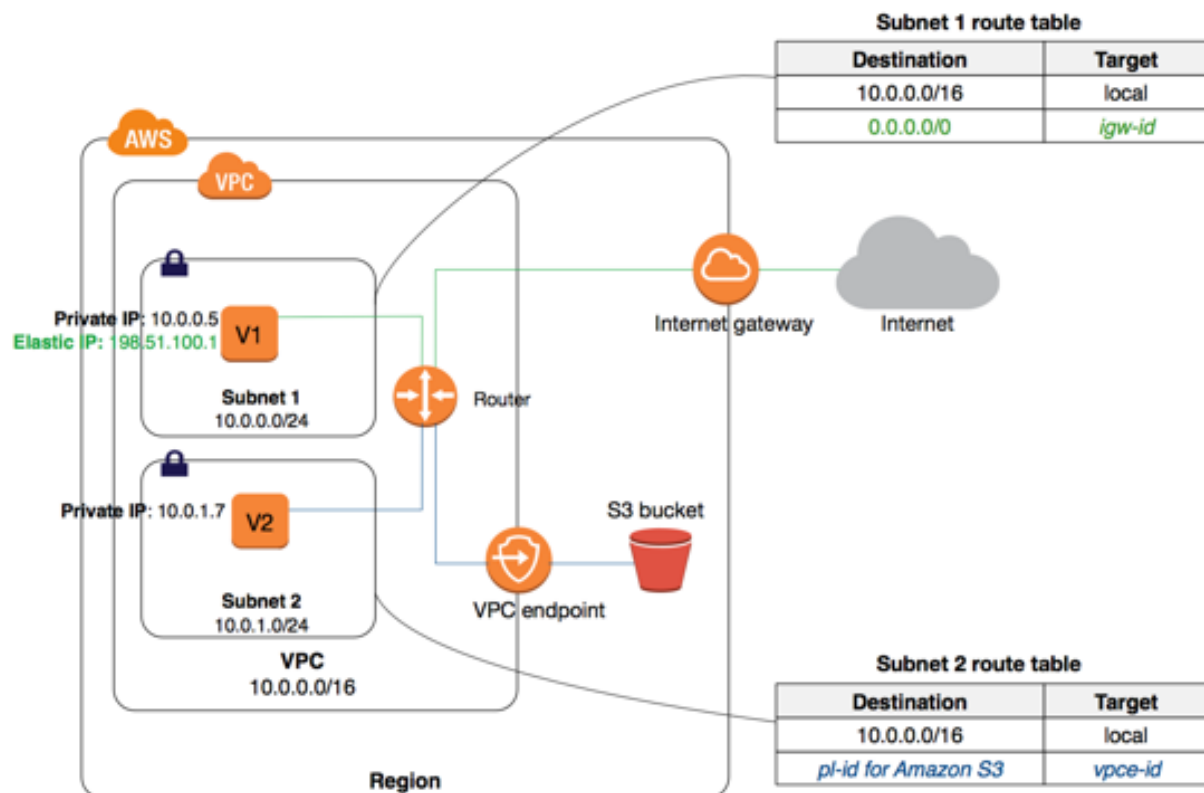 Subnet 1 route table
Destination Target
10.0.0.0/16 local
0.0.0.0/0 igw-id
AWS
VPC
Private IP: 10.0.0.5
Elastic IP: 198.51.100.1
V1
Subnet 1
10.0.0.0/24
Router
Internet gateway
Internet
Private IP: 10.0.1.7
V2
Subnet 2
10.0.1.0/24
S3 bucket
VPC endpoint
VPC
10.0.0.0/16
Region
Subnet 2 route table
Destination Target
10.0.0.0/16 local
pl-id for Amazon S3 vpce-id